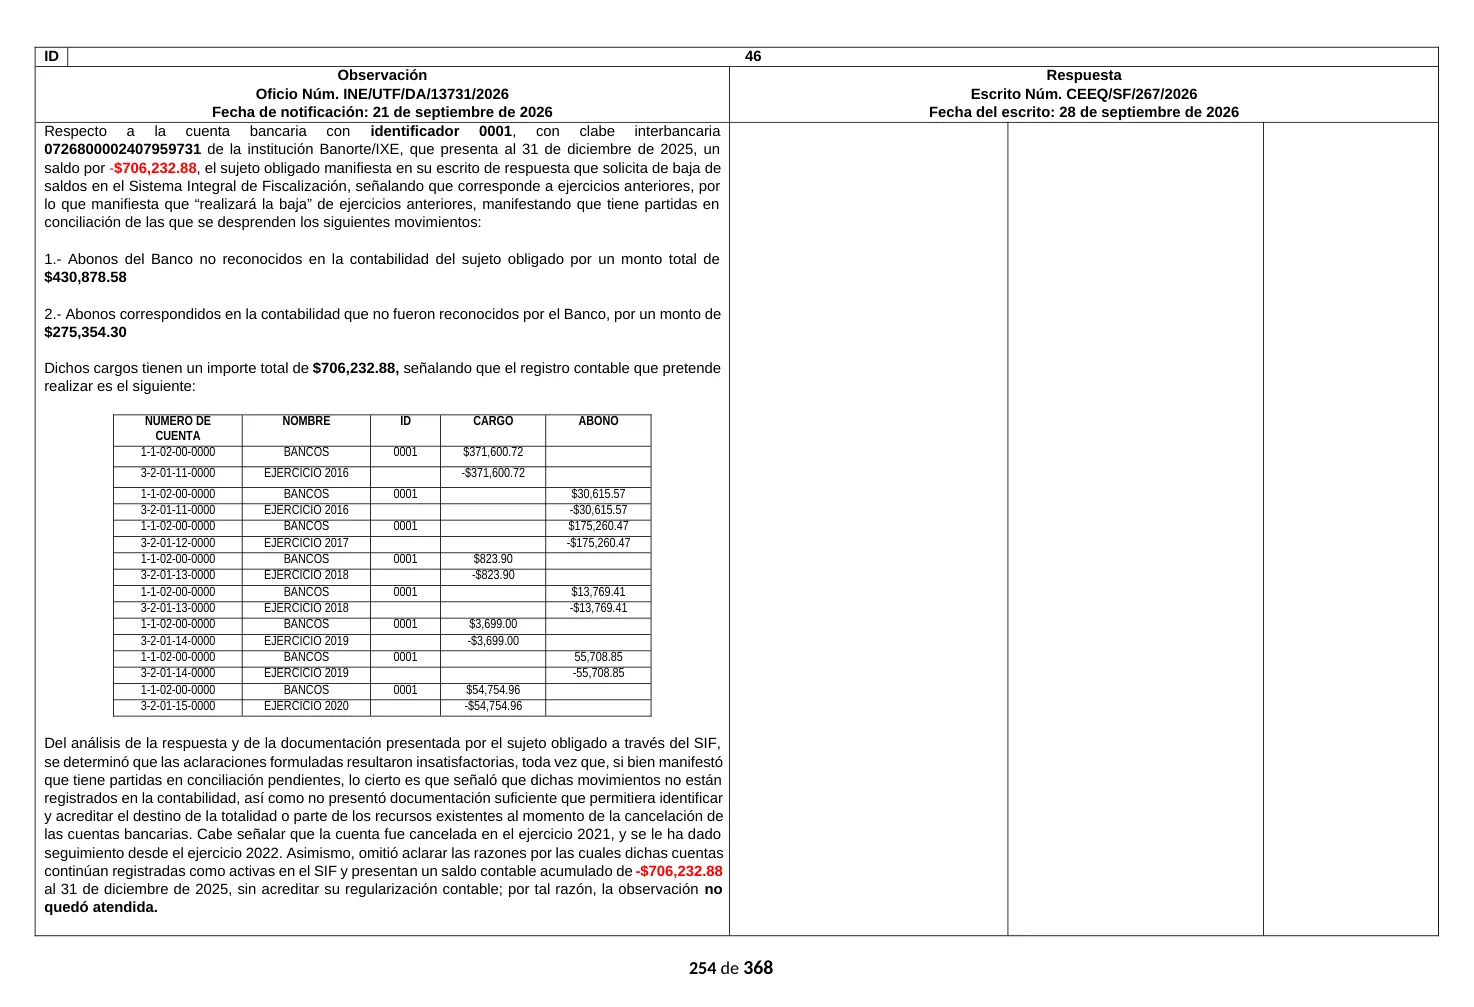 ID 46
Observación
Oficio Núm. INE/UTF/DA/13731/2026
Fecha de notificación: 21 de septiembre de 2026
Respuesta
Escrito Núm. CEEQ/SF/267/2026
Fecha del escrito: 28 de septiembre de 2026
Respecto a la cuenta bancaria con identificador 0001, con clabe interbancaria
0726800002407959731 de la institución Banorte/IXE, que presenta al 31 de diciembre de 2025, un
saldo por -$706,232.88, el sujeto obligado manifiesta en su escrito de respuesta que solicita de baja de
saldos en el Sistema Integral de Fiscalización, señalando que corresponde a ejercicios anteriores, por
lo que manifiesta que “realizará la baja” de ejercicios anteriores, manifestando que tiene partidas en
conciliación de las que se desprenden los siguientes movimientos:
1.- Abonos del Banco no reconocidos en la contabilidad del sujeto obligado por un monto total de
$430,878.58
2.- Abonos correspondidos en la contabilidad que no fueron reconocidos por el Banco, por un monto de
$275,354.30
Dichos cargos tienen un importe total de $706,232.88, señalando que el registro contable que pretende
realizar es el siguiente:
NÚMERO DE CUENTA NOMBRE ID CARGO ABONO
1-1-02-00-0000 BANCOS 0001 $371,600.72
3-2-01-11-0000 EJERCICIO 2016 -$371,600.72
1-1-02-00-0000 BANCOS 0001 $30,615.57
3-2-01-11-0000 EJERCICIO 2016 -$30,615.57
1-1-02-00-0000 BANCOS 0001 $175,260.47
3-2-01-12-0000 EJERCICIO 2017 -$175,260.47
1-1-02-00-0000 BANCOS 0001 $823.90
3-2-01-13-0000 EJERCICIO 2018 -$823.90
1-1-02-00-0000 BANCOS 0001 $13,769.41
3-2-01-13-0000 EJERCICIO 2018 -$13,769.41
1-1-02-00-0000 BANCOS 0001 $3,699.00
3-2-01-14-0000 EJERCICIO 2019 -$3,699.00
1-1-02-00-0000 BANCOS 0001 55,708.85
3-2-01-14-0000 EJERCICIO 2019 -55,708.85
1-1-02-00-0000 BANCOS 0001 $54,754.96
3-2-01-15-0000 EJERCICIO 2020 -$54,754.96
Del análisis de la respuesta y de la documentación presentada por el sujeto obligado a través del SIF,
se determinó que las aclaraciones formuladas resultaron insatisfactorias, toda vez que, si bien manifestó
que tiene partidas en conciliación pendientes, lo cierto es que señaló que dichas movimientos no están
registrados en la contabilidad, así como no presentó documentación suficiente que permitiera identificar
y acreditar el destino de la totalidad o parte de los recursos existentes al momento de la cancelación de
las cuentas bancarias. Cabe señalar que la cuenta fue cancelada en el ejercicio 2021, y se le ha dado
seguimiento desde el ejercicio 2022. Asimismo, omitió aclarar las razones por las cuales dichas cuentas
continúan registradas como activas en el SIF y presentan un saldo contable acumulado de -$706,232.88
al 31 de diciembre de 2025, sin acreditar su regularización contable; por tal razón, la observación no
quedó atendida.
254 de 368